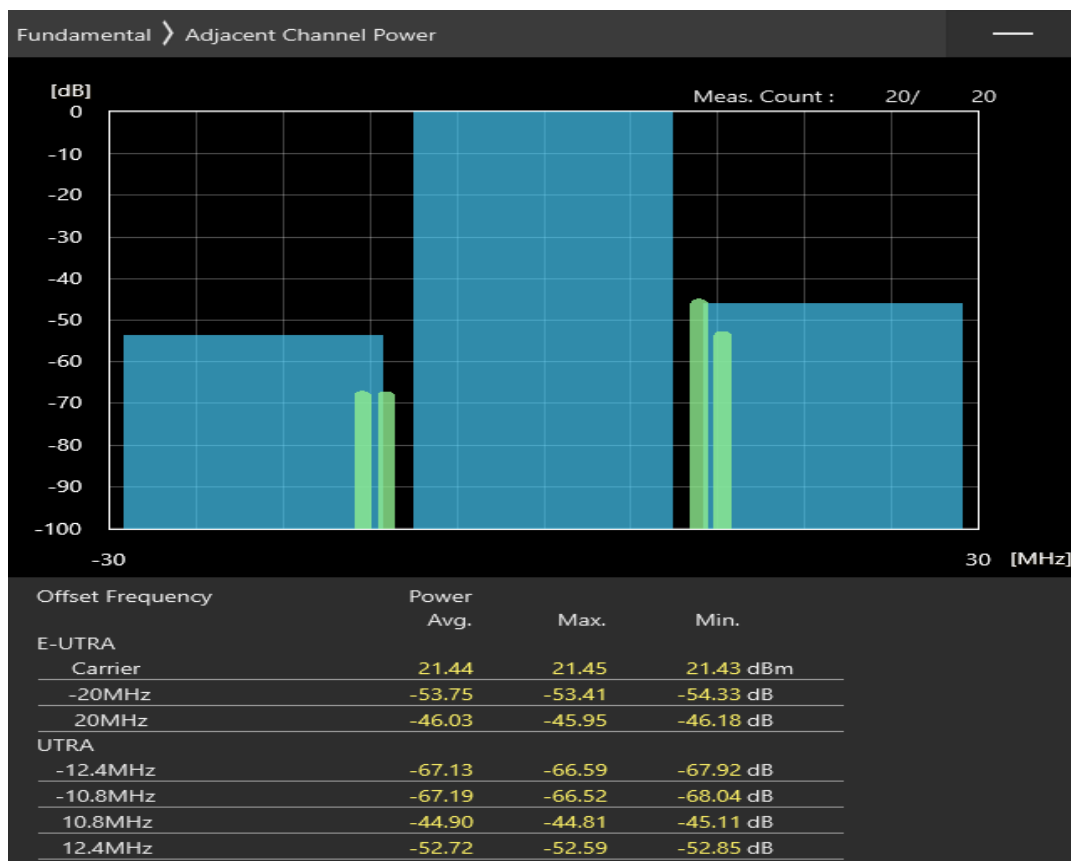 Fundamental ❯ Adjacent Channel Power
[dB]
Meas. Count : 20/ 20
0
-10
-20
-30
-40
-50
-60
-70
-80
-90
-100
-30 30 [MHz]
Offset Frequency Power
Avg. Max. Min.
E-UTRA
Carrier 21.44 21.45 21.43 dBm
-20MHz -53.75 -53.41 -54.33 dB
20MHz -46.03 -45.95 -46.18 dB
UTRA
-12.4MHz -67.13 -66.59 -67.92 dB
-10.8MHz -67.19 -66.52 -68.04 dB
10.8MHz -44.90 -44.81 -45.11 dB
12.4MHz -52.72 -52.59 -52.85 dB